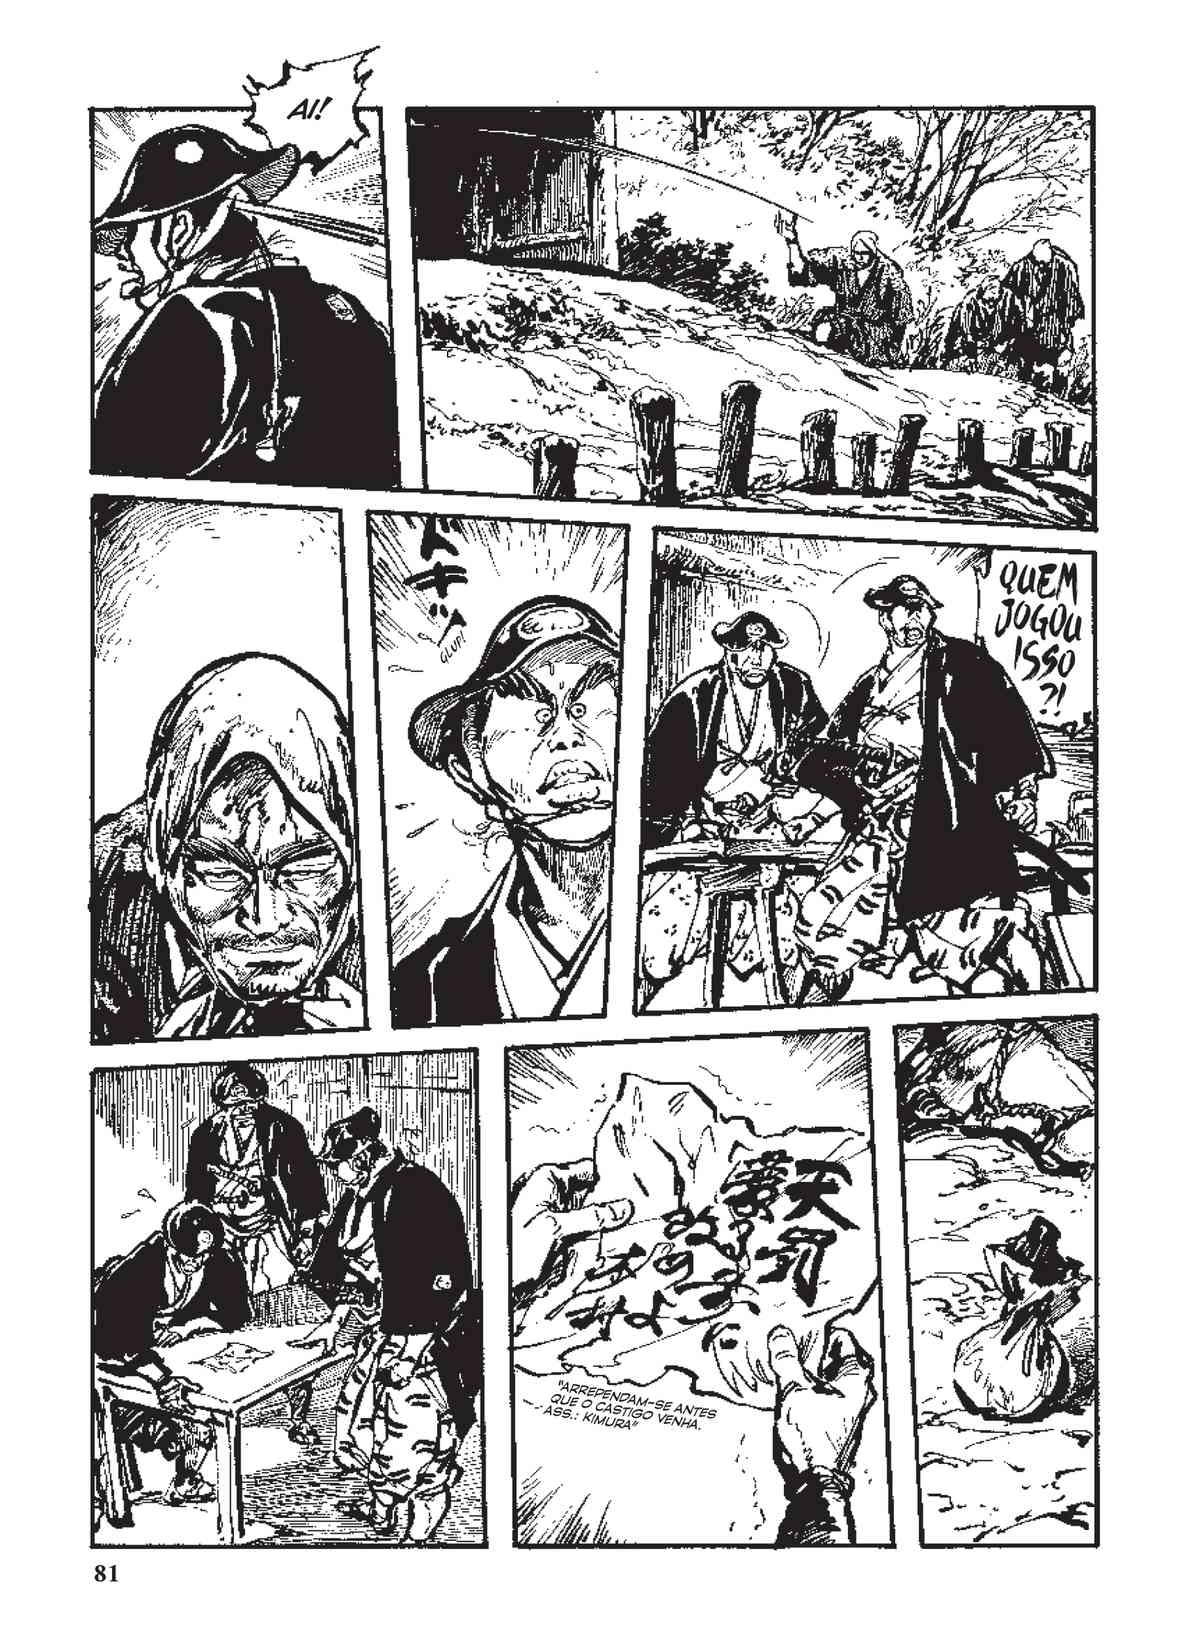 AI!
ドキッ
GLUP!
QUEM
JOGOU
ISSO
?!
天罰
"ARREPENDAM-SE ANTES
QUE O CASTIGO VENHA.
ASS.: KIMURA"
81